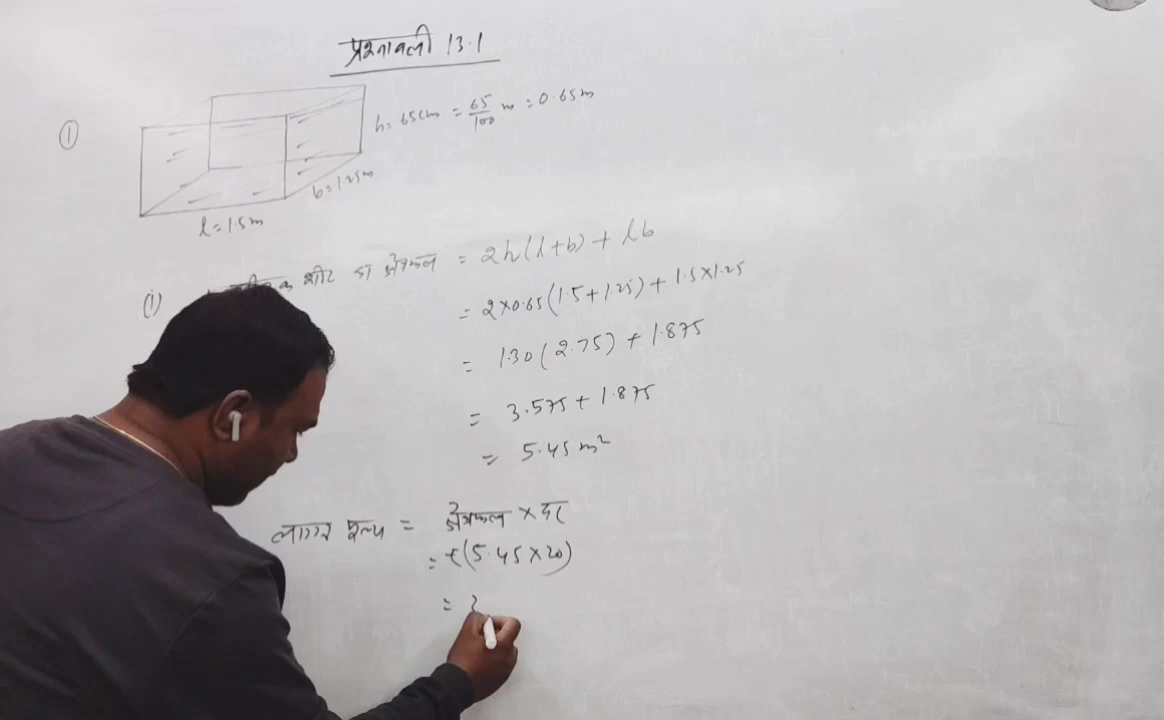 प्रश्नावली 13.1
①
h = 65cm = 65/100 m = 0.65m
b = 1.25m
l = 1.5m
(i) शीट का क्षेत्रफल = 2h(l+b) + lb
= 2×0.65(1.5+1.25) + 1.5×1.25
= 1.30(2.75) + 1.875
= 3.575 + 1.875
= 5.45 m²
लागत मूल्य = क्षेत्रफल × दर
= ₹(5.45×20)
=